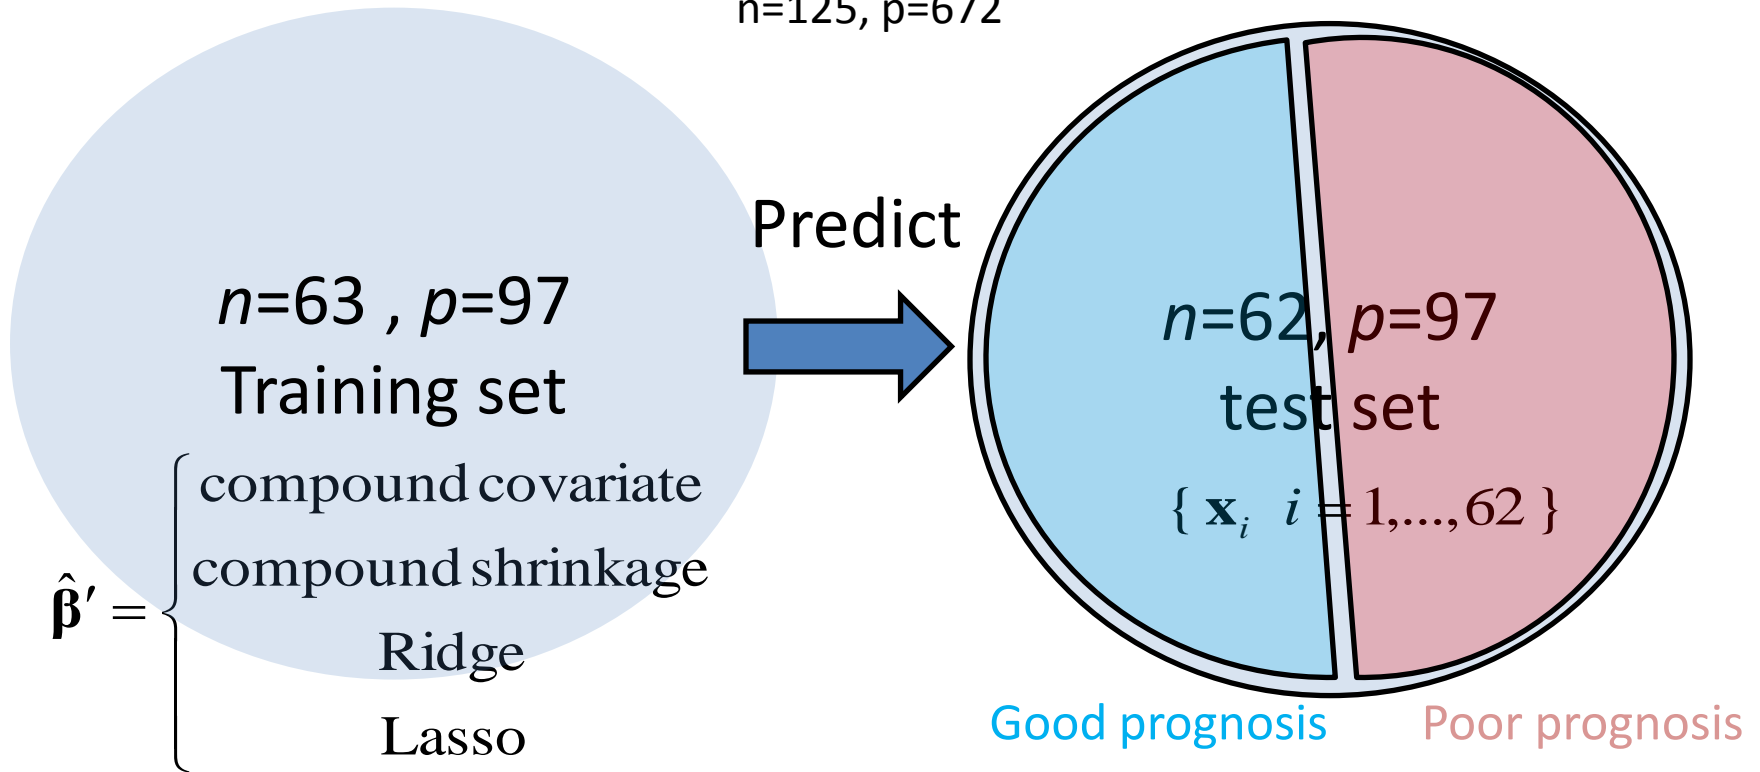 n=125, p=672
Predict
n=63 , p=97
Training set
β̂′ = { compound covariate
compound shrinkage
Ridge
Lasso
n=62, p=97
test set
{ xᵢ i = 1,..., 62 }
Good prognosis
Poor prognosis